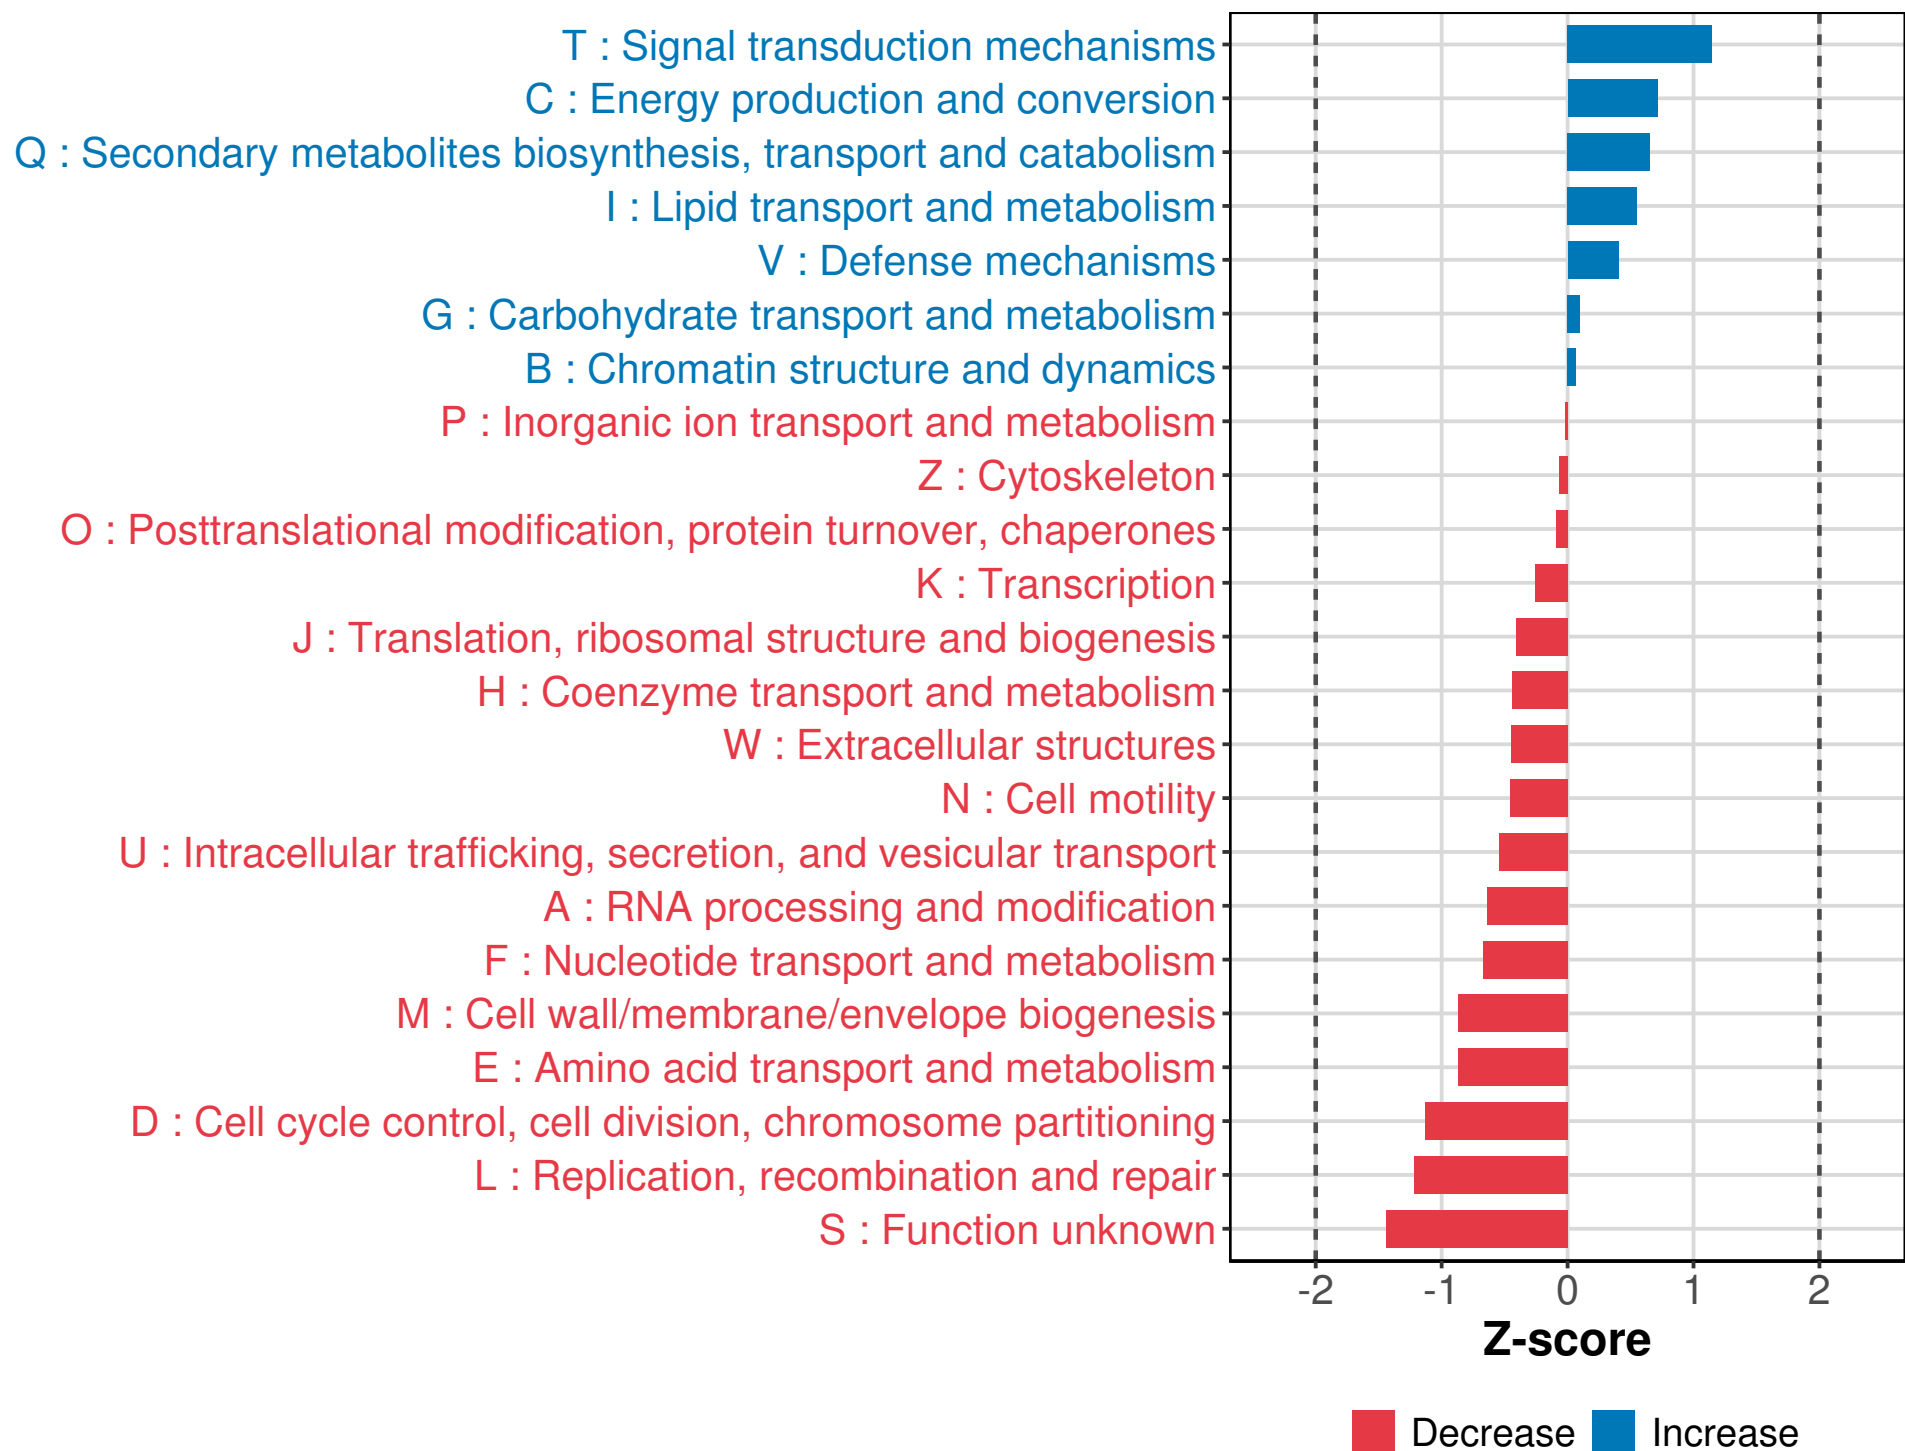 T : Signal transduction mechanisms
C : Energy production and conversion
Q : Secondary metabolites biosynthesis, transport and catabolism
I : Lipid transport and metabolism
V : Defense mechanisms
G : Carbohydrate transport and metabolism
B : Chromatin structure and dynamics
P : Inorganic ion transport and metabolism
Z : Cytoskeleton
O : Posttranslational modification, protein turnover, chaperones
K : Transcription
J : Translation, ribosomal structure and biogenesis
H : Coenzyme transport and metabolism
W : Extracellular structures
N : Cell motility
U : Intracellular trafficking, secretion, and vesicular transport
A : RNA processing and modification
F : Nucleotide transport and metabolism
M : Cell wall/membrane/envelope biogenesis
E : Amino acid transport and metabolism
D : Cell cycle control, cell division, chromosome partitioning
L : Replication, recombination and repair
S : Function unknown
-2 -1 0 1 2
Z-score
Decrease Increase